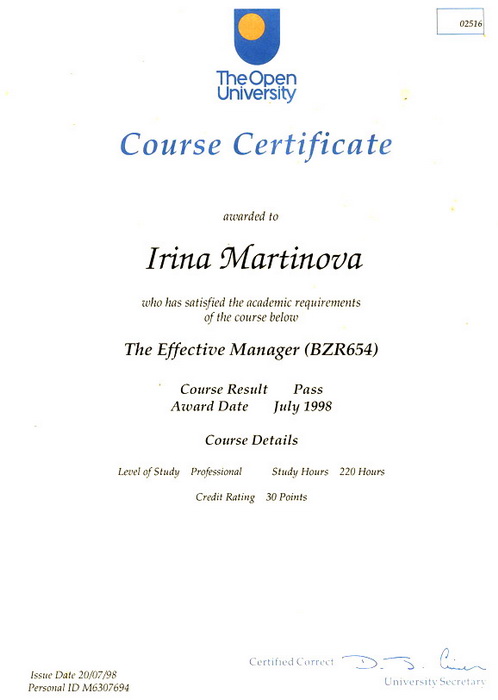 02516
The Open
University
Course Certificate
awarded to
Irina Martinova
who has satisfied the academic requirements
of the course below
The Effective Manager (BZR654)
Course Result Pass
Award Date July 1998
Course Details
Level of Study Professional Study Hours 220 Hours
Credit Rating 30 Points
Certified Correct
University Secretary
Issue Date 20/07/98
Personal ID M6307694